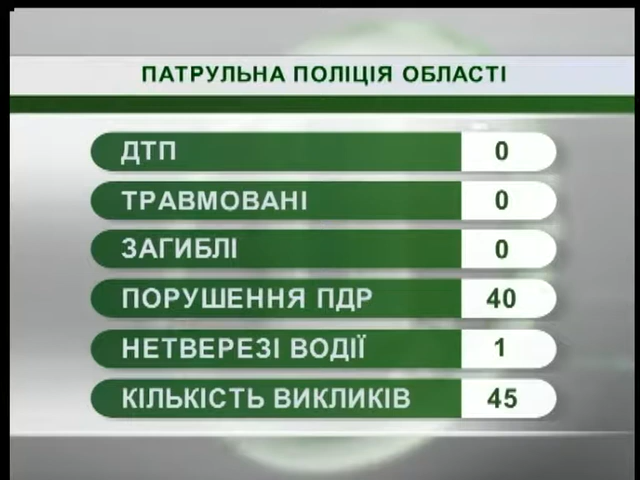 ПАТРУЛЬНА ПОЛІЦІЯ ОБЛАСТІ
ДТП 0
ТРАВМОВАНІ 0
ЗАГИБЛІ 0
ПОРУШЕННЯ ПДР 40
НЕТВЕРЕЗІ ВОДІЇ 1
КІЛЬКІСТЬ ВИКЛИКІВ 45